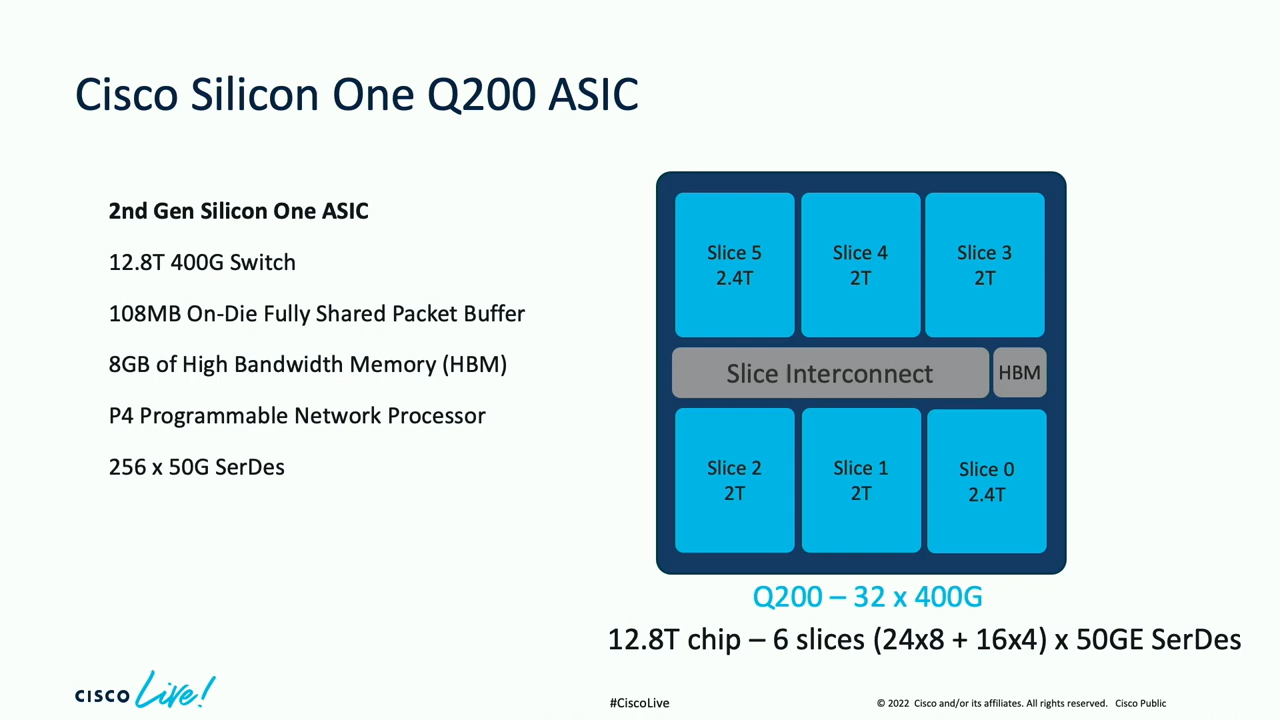 Cisco Silicon One Q200 ASIC
2nd Gen Silicon One ASIC
12.8T 400G Switch
108MB On-Die Fully Shared Packet Buffer
8GB of High Bandwidth Memory (HBM)
P4 Programmable Network Processor
256 x 50G SerDes
Slice 5
2.4T
Slice 4
2T
Slice 3
2T
Slice Interconnect
HBM
Slice 2
2T
Slice 1
2T
Slice 0
2.4T
Q200 – 32 x 400G
12.8T chip – 6 slices (24x8 + 16x4) x 50GE SerDes
CISCO Live!
#CiscoLive
© 2022 Cisco and/or its affiliates. All rights reserved. Cisco Public